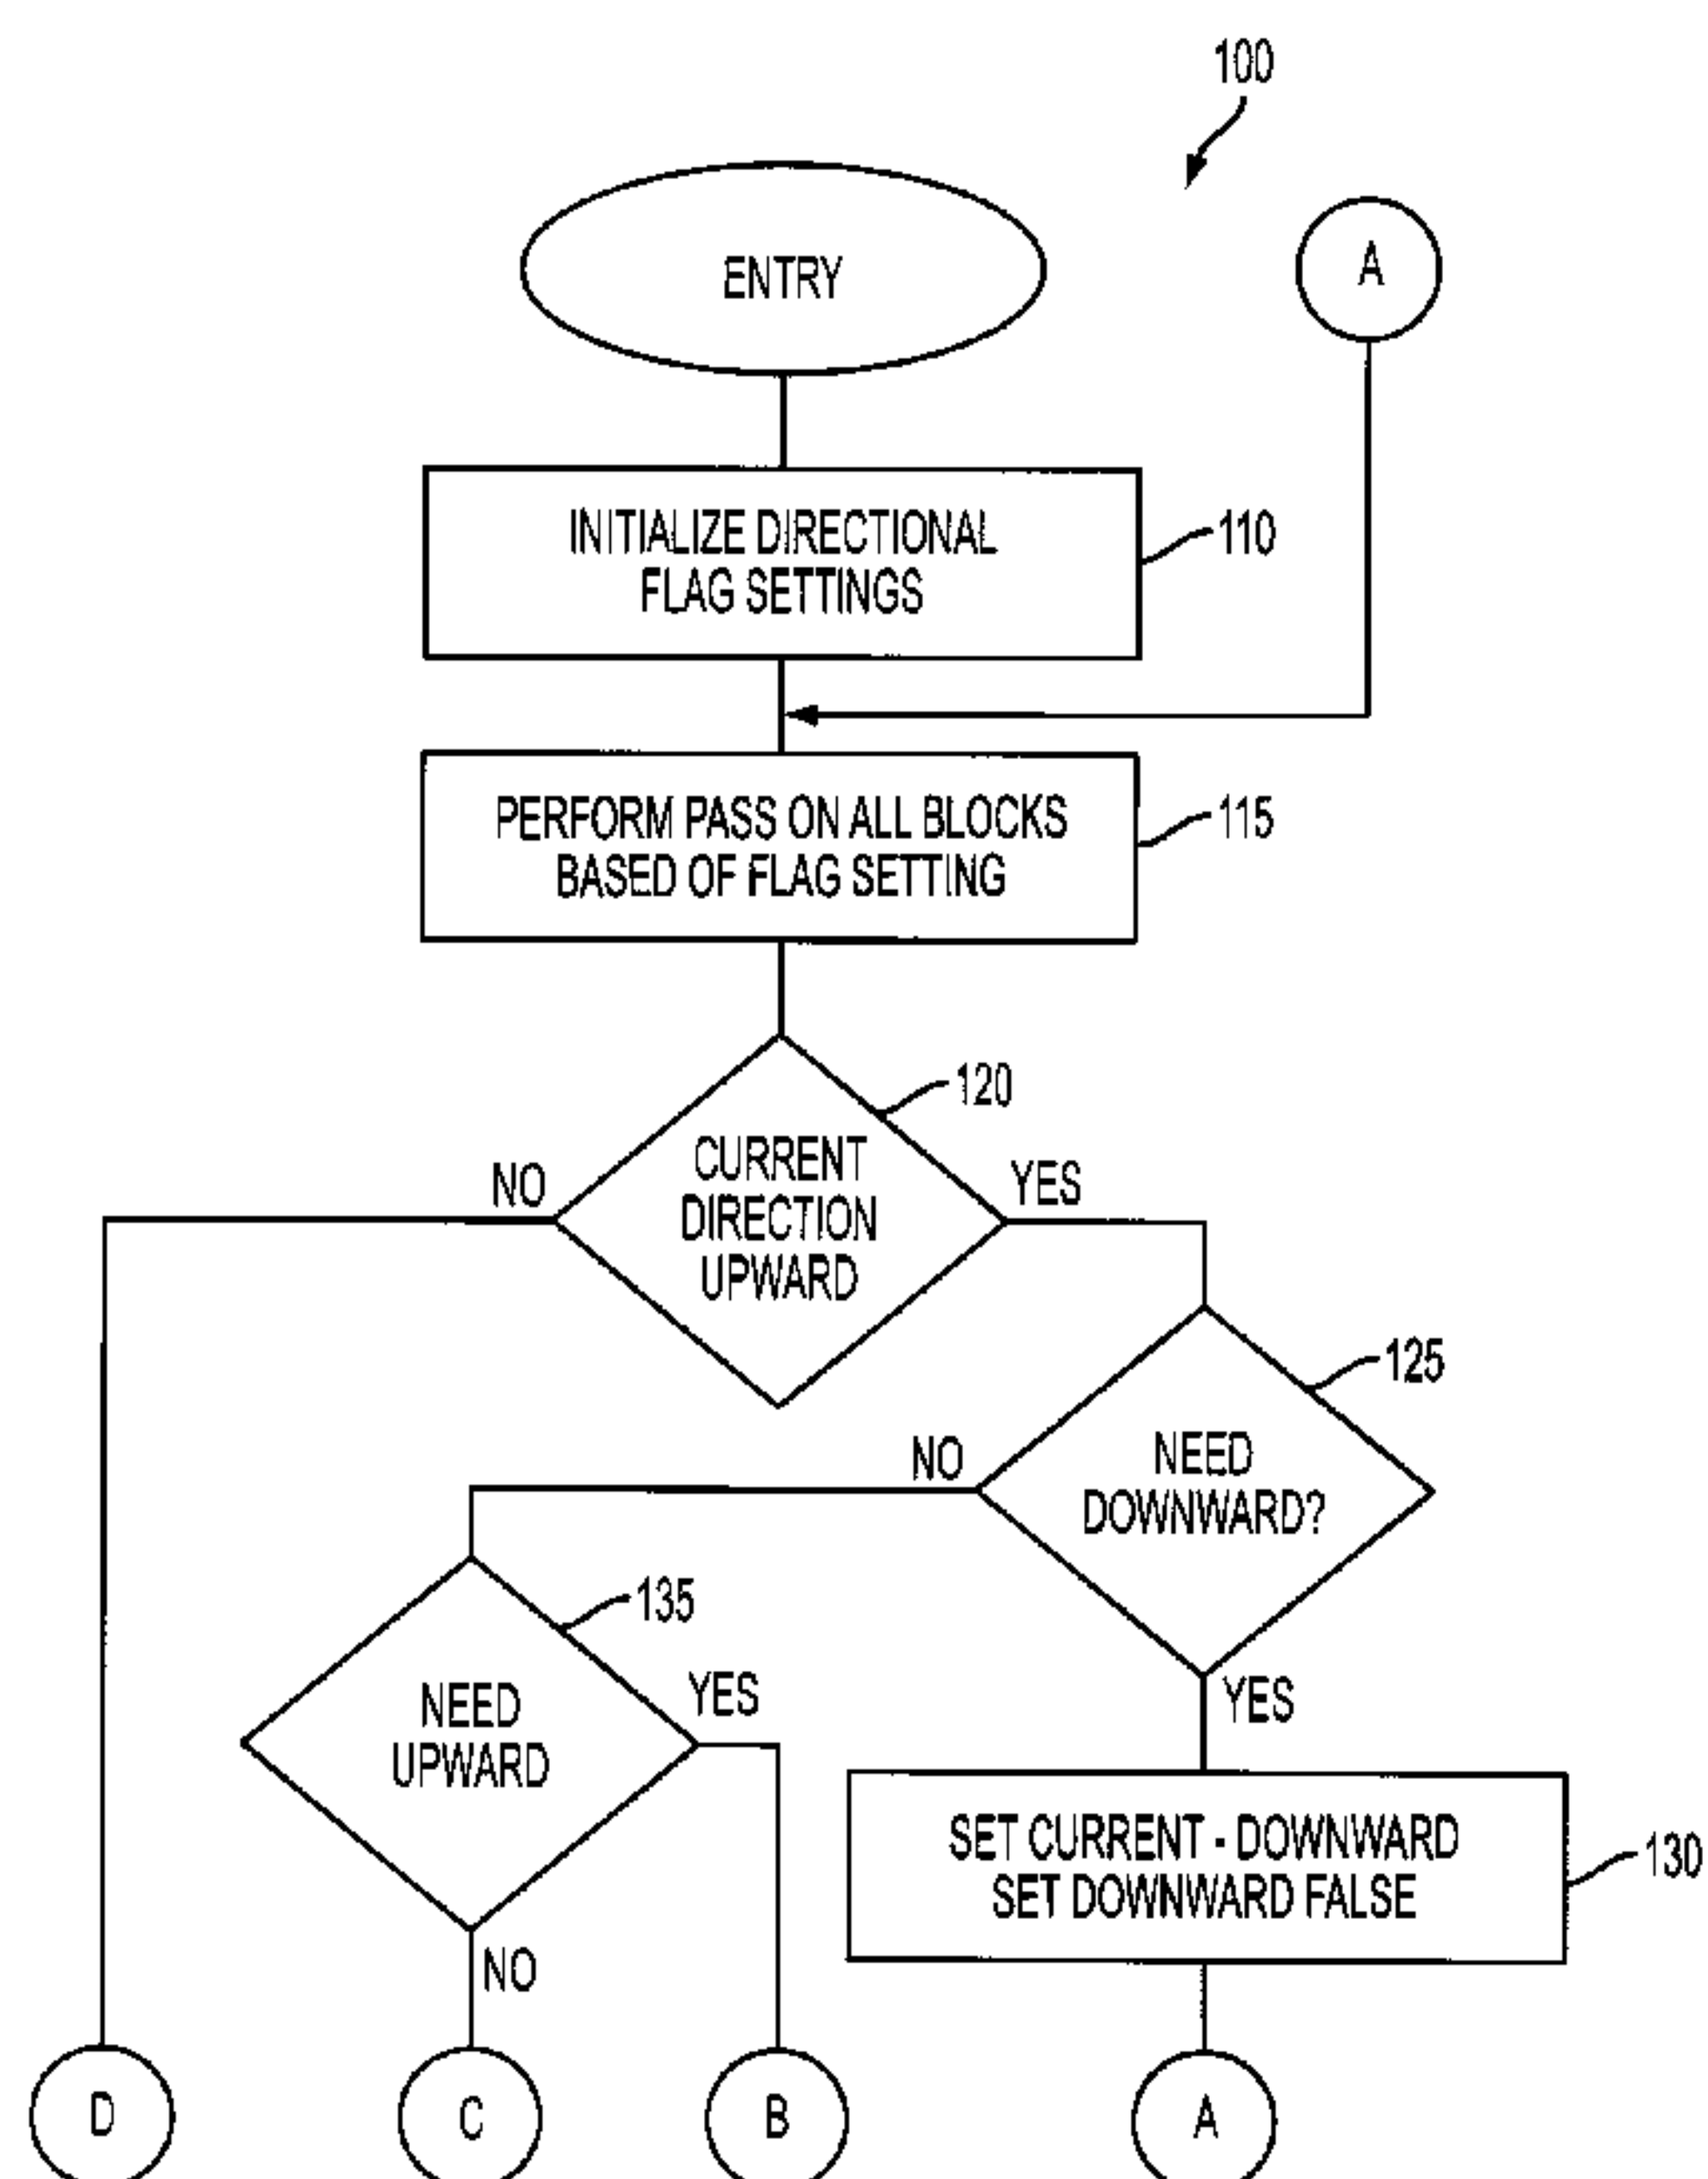 100
ENTRY
A
INITIALIZE DIRECTIONAL
FLAG SETTINGS
110
PERFORM PASS ON ALL BLOCKS
BASED OF FLAG SETTING
115
120
CURRENT
DIRECTION
UPWARD
NO
YES
125
NEED
DOWNWARD?
NO
YES
135
NEED
UPWARD
YES
NO
SET CURRENT - DOWNWARD
SET DOWNWARD FALSE
130
D
C
B
A